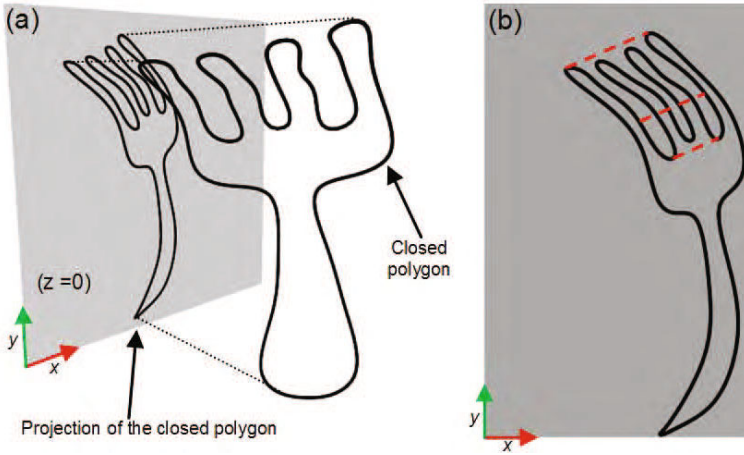 (a)
Closed
polygon
(z =0)
y
x
Projection of the closed polygon
(b)
y
x